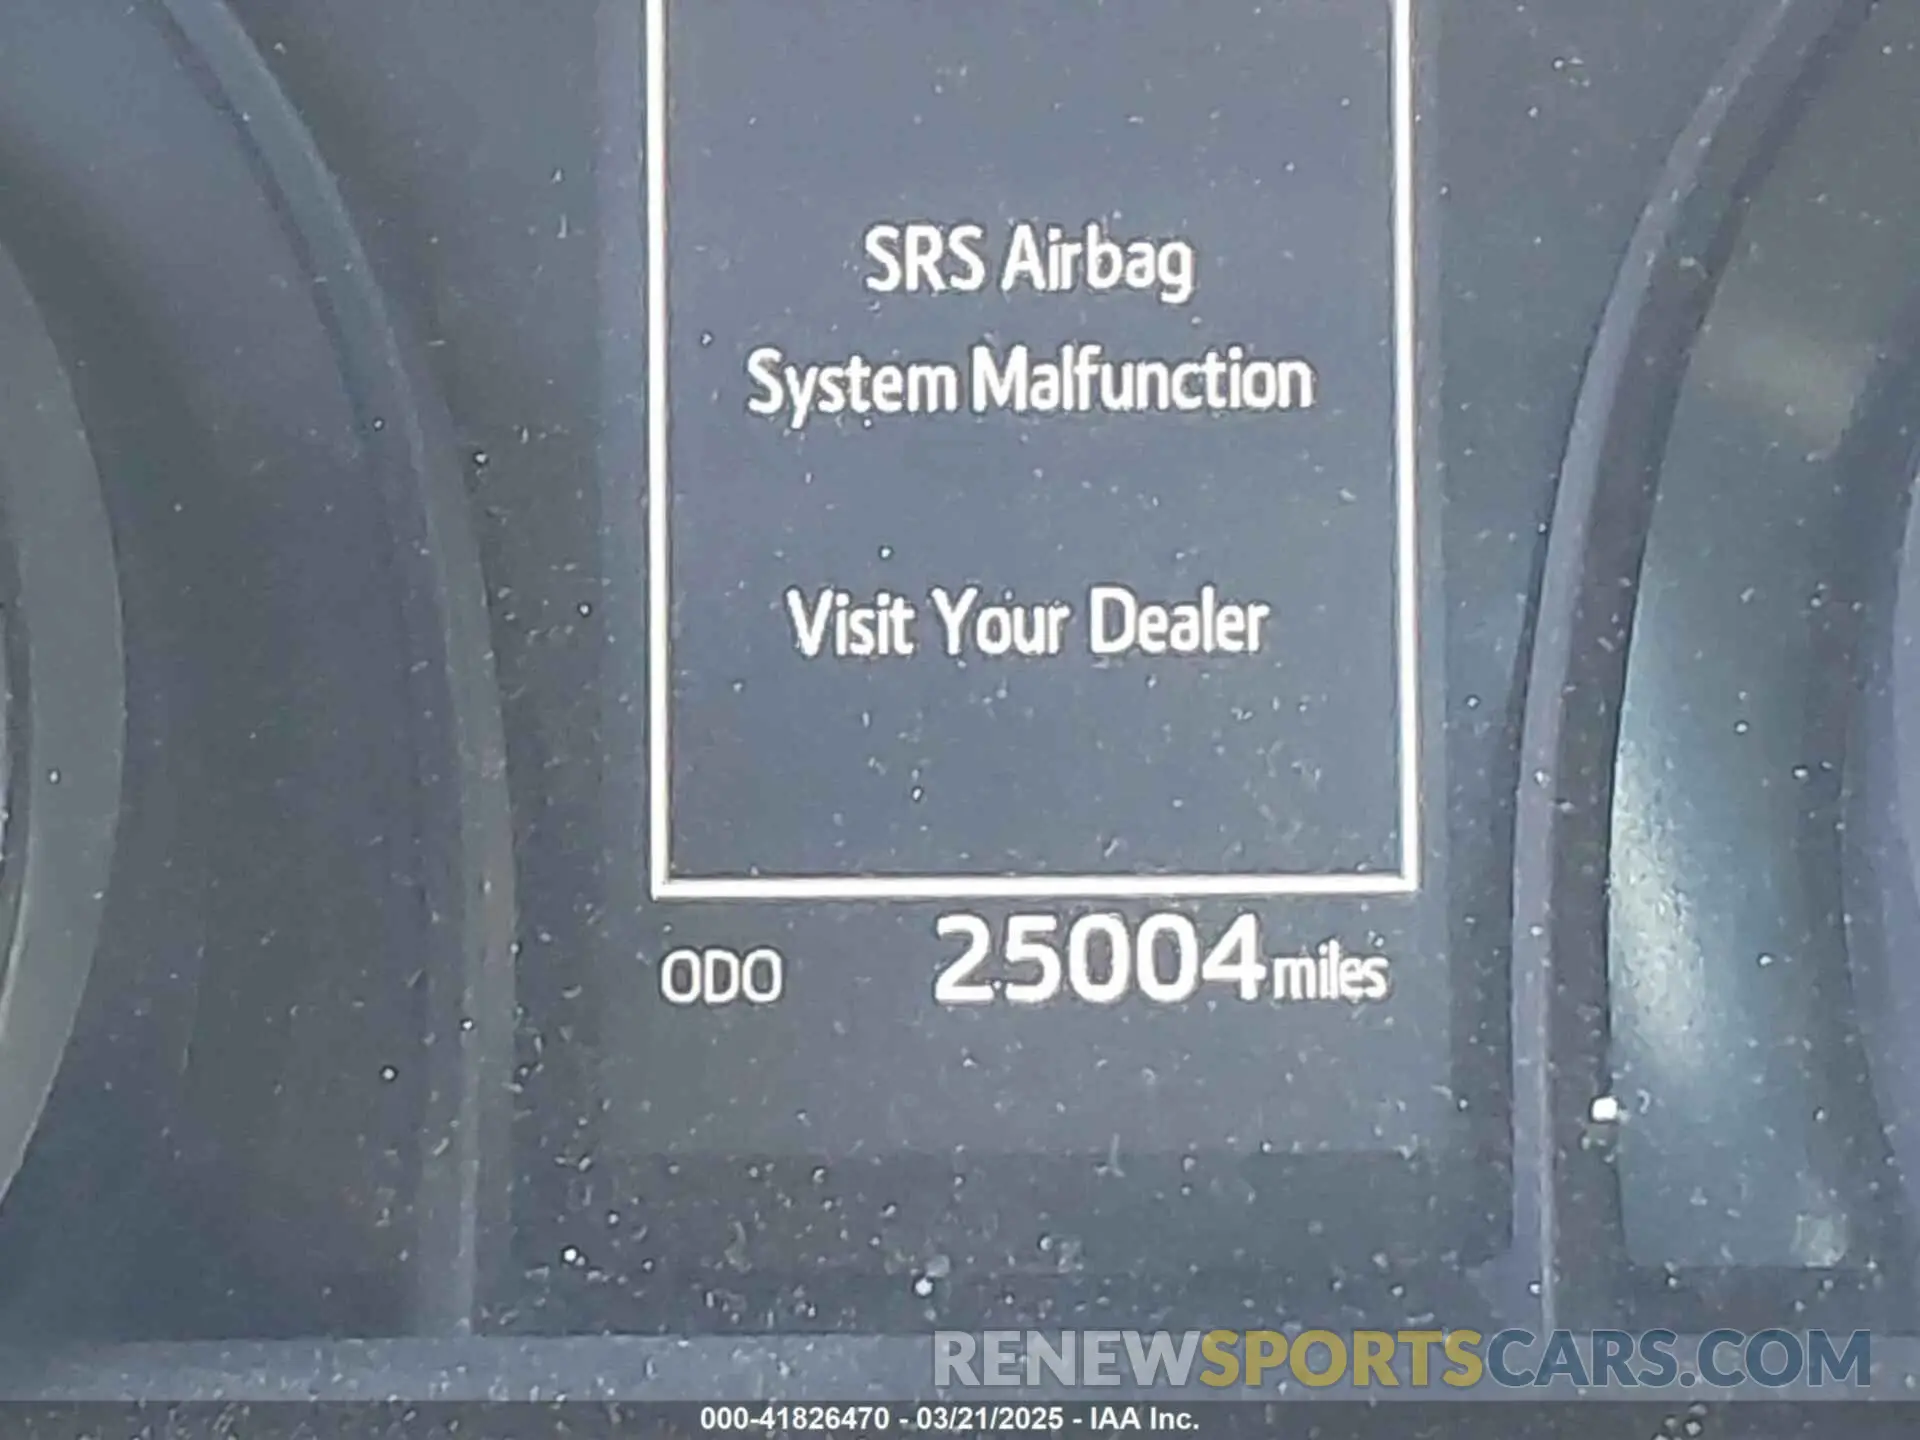 SRS Airbag
System Malfunction
Visit Your Dealer
ODO 25004 miles
RENEWSPORTSCARS.COM
000-41826470 - 03/21/2025 - IAA Inc.